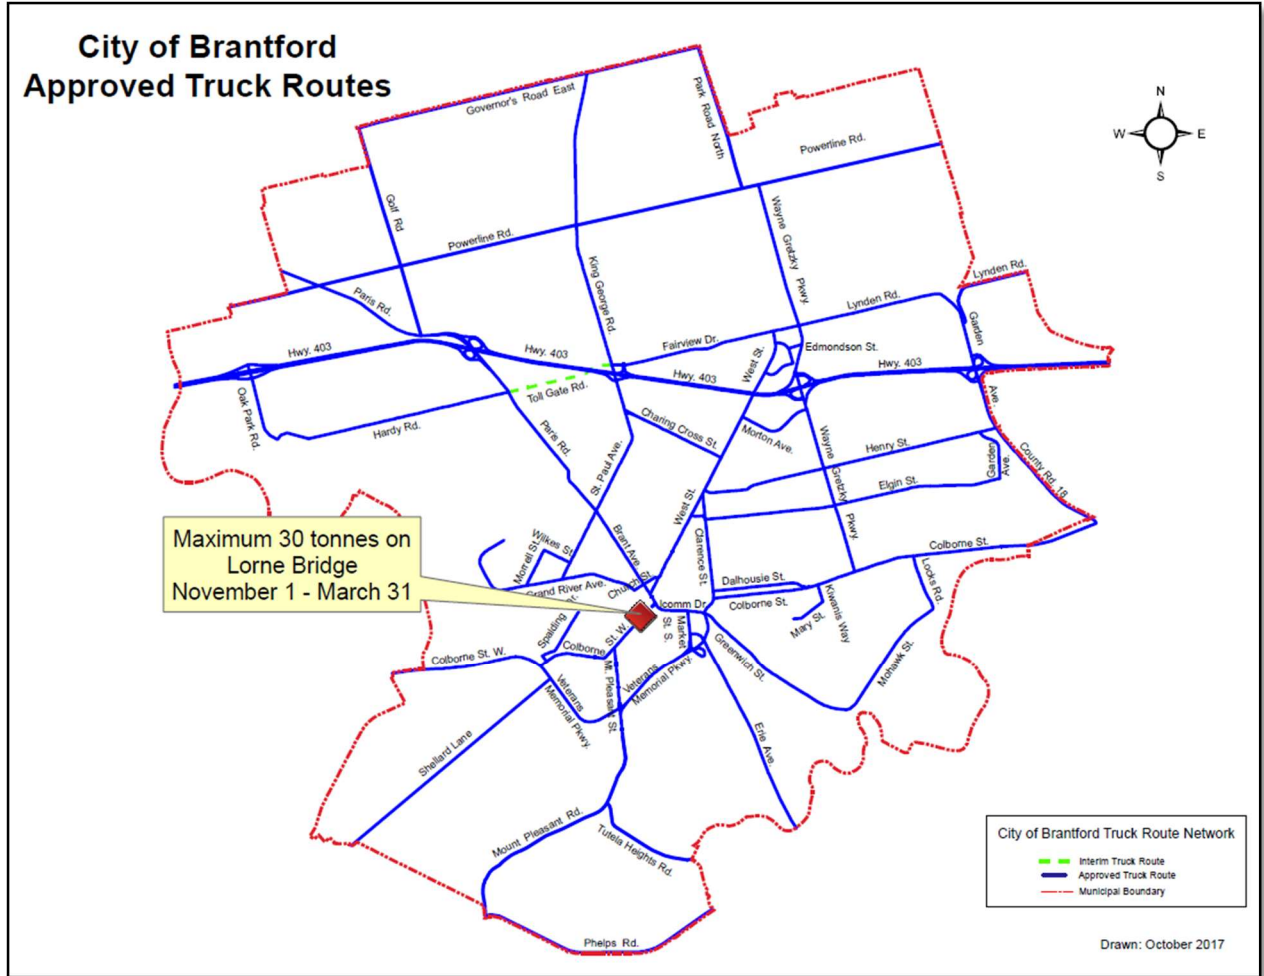 City of Brantford
Approved Truck Routes
N
W E
S
Governor's Road East
Park Road North
Powerline Rd.
Golf Rd
Powerline Rd.
Wayne Gretzky Pkwy.
King George Rd.
Lynden Rd.
Paris Rd.
Lynden Rd.
Garden
Fairview Dr.
West St.
Edmondson St.
Hwy. 403
Hwy. 403
Hwy. 403
Hwy. 403
Toll Gate Rd.
Oak Park Rd.
Hardy Rd.
Ave.
Paris Rd.
Charing Cross St.
Morton Ave.
Wayne
Gretzky
Pkwy.
Henry St.
Garden
Ave.
County Rd. 18
St. Paul Ave.
Elgin St.
West St.
Maximum 30 tonnes on
Lorne Bridge
November 1 - March 31
Wilkes St.
Morrell St.
Brant Ave.
Clarence St.
Colborne St.
Grand River Ave.
Church St.
Dalhousie St.
Locks Rd.
Icomm Dr.
Colborne St.
Kiwanis Way
Mary St.
Spalding
St. W.
Market
St. S.
Colborne
Colborne St. W.
Greenwich St.
Mohawk St.
Veterans
Memorial Pkwy.
Mt. Pleasant St.
Veterans
Memorial Pkwy.
Erie Ave.
Shellard Lane
Mount Pleasant Rd.
Tutela Heights Rd.
Phelps Rd.
City of Brantford Truck Route Network
Interim Truck Route
Approved Truck Route
Municipal Boundary
Drawn: October 2017